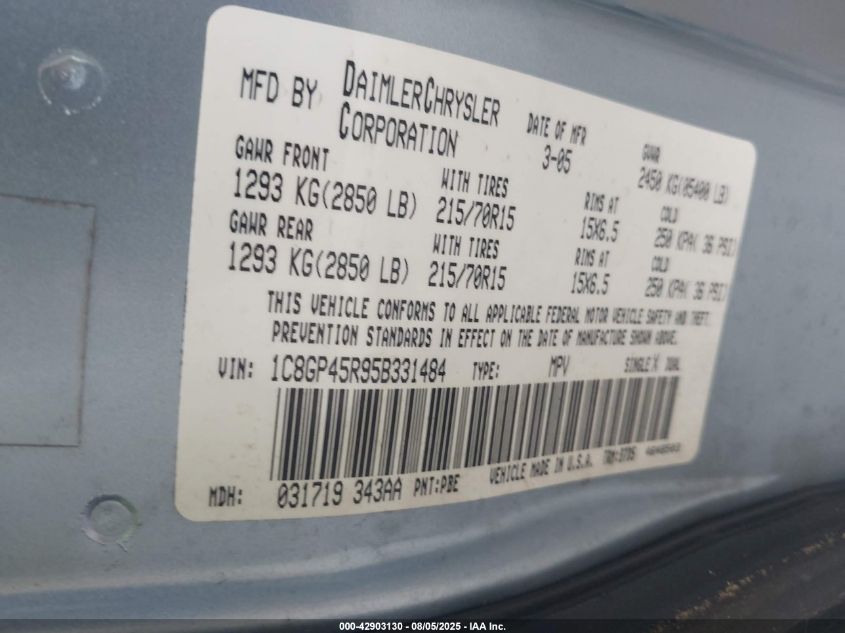 MFD BY DAIMLERCHRYSLER CORPORATION
DATE OF MFR 3-05
GVWR 2450 KG(05400 LB)
GAWR FRONT 1293 KG(2850 LB)
WITH TIRES 215/70R15
RIMS AT 15X6.5
COLD 250 KPA( 36 PSI)
GAWR REAR 1293 KG(2850 LB)
WITH TIRES 215/70R15
RIMS AT 15X6.5
COLD 250 KPA( 36 PSI)
THIS VEHICLE CONFORMS TO ALL APPLICABLE FEDERAL MOTOR VEHICLE SAFETY AND THEFT.
PREVENTION STANDARDS IN EFFECT ON THE DATE OF MANUFACTURE SHOWN ABOVE.
VIN: 1C8GP45R95B331484 TYPE: MPV SINGLE X DUAL
MDH: 031719 343AA PNT:PBE VEHICLE MADE IN U.S.A.
000-42903130 - 08/05/2025 - IAA Inc.